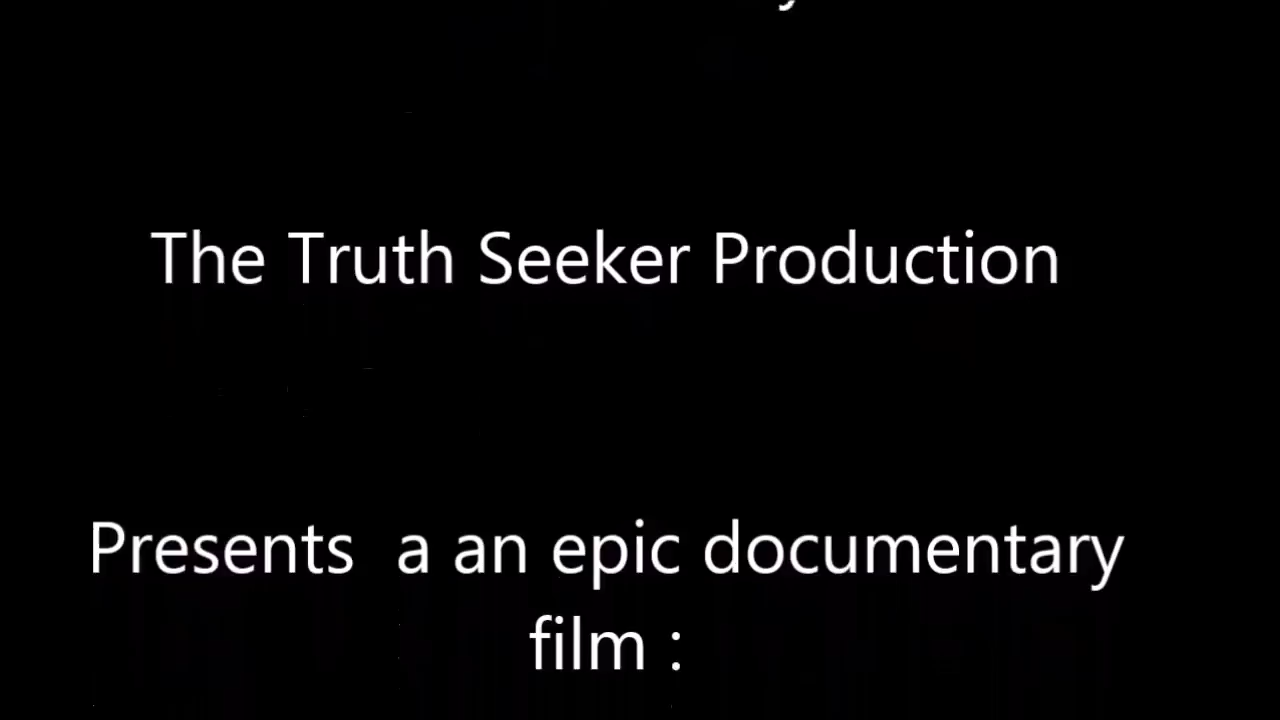 The Truth Seeker Production
Presents  a an epic documentary
film :